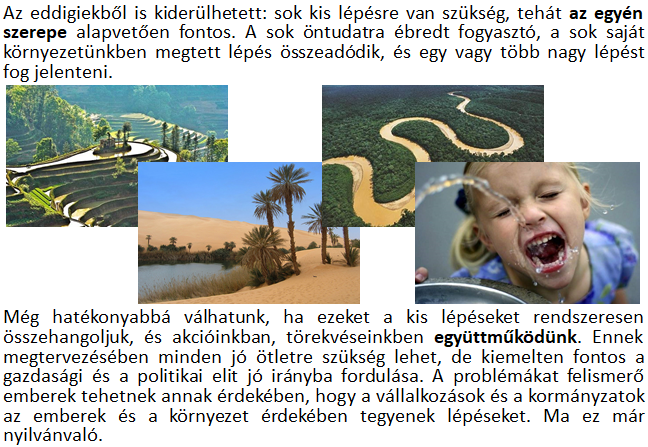 Az eddigiekből is kiderülhetett: sok kis lépésre van szükség, tehát az egyén
szerepe alapvetően fontos. A sok öntudatra ébredt fogyasztó, a sok saját
környezetünkben megtett lépés összeadódik, és egy vagy több nagy lépést
fog jelenteni.
Még hatékonyabbá válhatunk, ha ezeket a kis lépéseket rendszeresen
összehangoljuk, és akcióinkban, törekvéseinkben együttműködünk. Ennek
megtervezésében minden jó ötletre szükség lehet, de kiemelten fontos a
gazdasági és a politikai elit jó irányba fordulása. A problémákat felismerő
emberek tehetnek annak érdekében, hogy a vállalkozások és a kormányzatok
az emberek és a környezet érdekében tegyenek lépéseket. Ma ez már
nyilvánváló.